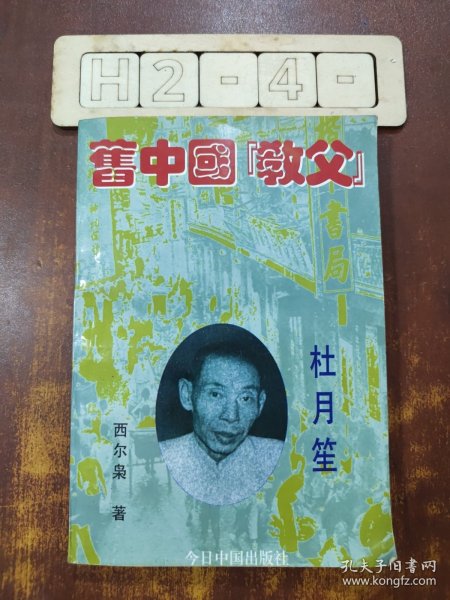 H2-4-
舊中國『教父』
書局
杜月笙
西尔枭 著
今日中国出版社
孔夫子旧书网
www.kongfz.com